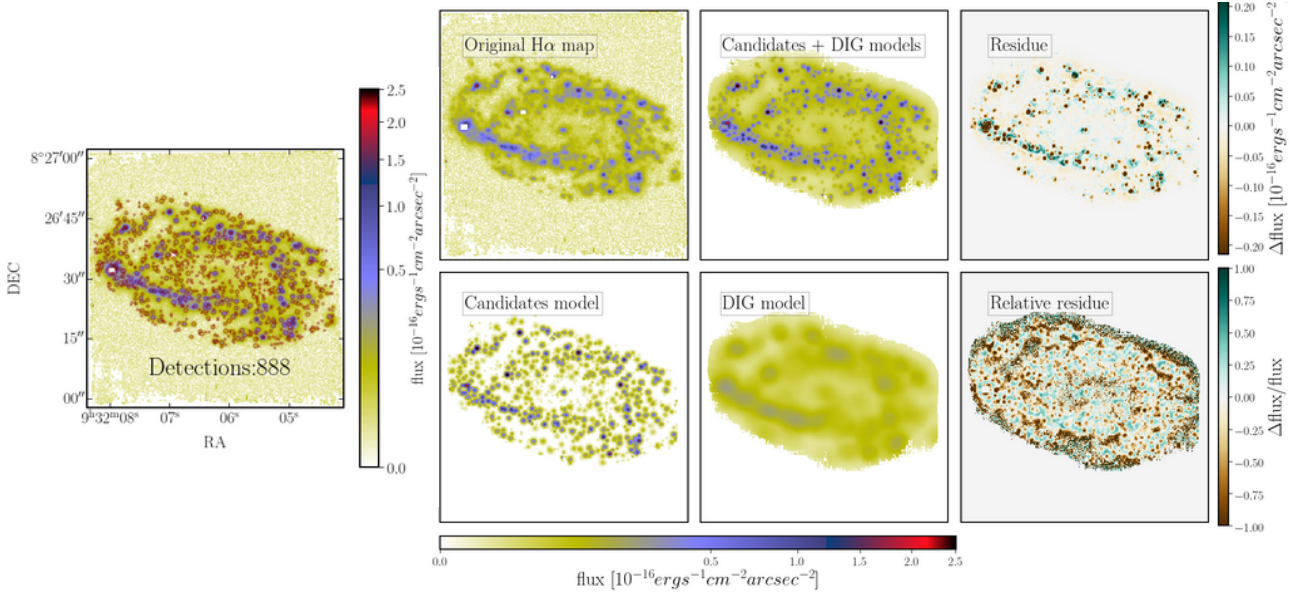 8°27′00″
26′45″
30″
15″
00″
DEC
Detections:888
9ʰ32ᵐ08ˢ
07ˢ
06ˢ
05ˢ
RA
2.5
2.0
1.5
1.0
0.5
0.0
flux [10⁻¹⁶ergs⁻¹cm⁻²arcsec⁻²]
Original Hα map
Candidates + DIG models
Residue
0.20
0.15
0.10
0.05
0.00
−0.05
−0.10
−0.15
−0.20
Δflux [10⁻¹⁶ergs⁻¹cm⁻²arcsec⁻²]
Candidates model
DIG model
Relative residue
1.00
0.75
0.50
0.25
0.00
−0.25
−0.50
−0.75
−1.00
Δflux/flux
0.0 0.5 1.0 1.5 2.0 2.5
flux [10⁻¹⁶ergs⁻¹cm⁻²arcsec⁻²]